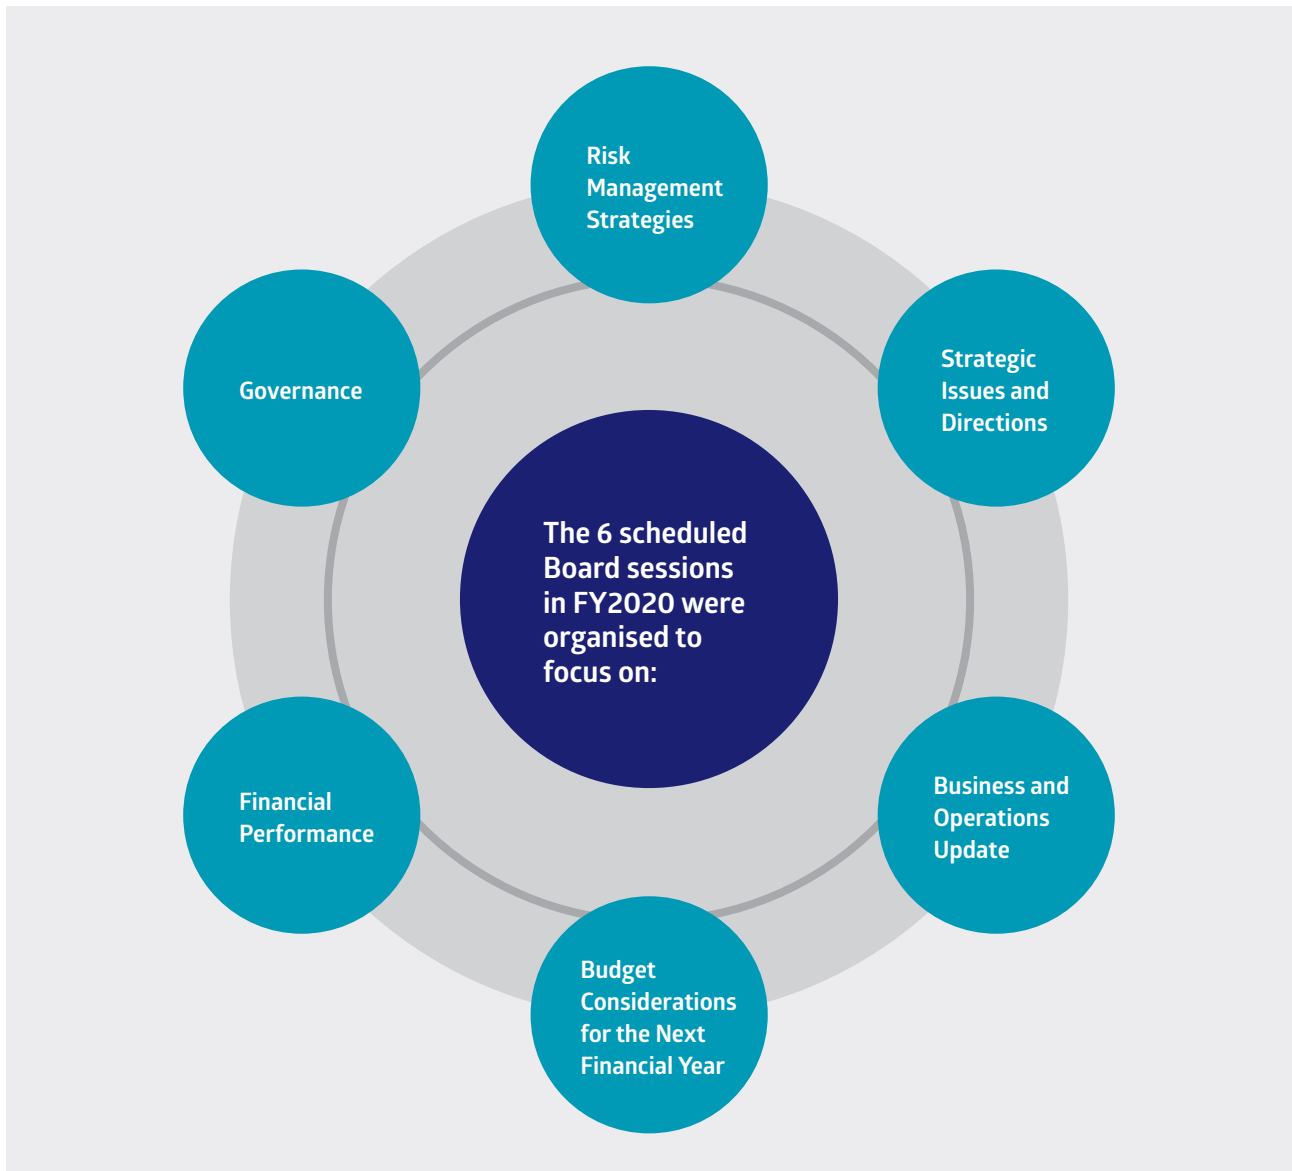 Risk
Management
Strategies
Strategic
Issues and
Directions
Governance
The 6 scheduled
Board sessions
in FY2020 were
organised to
focus on:
Business and
Operations
Update
Financial
Performance
Budget
Considerations
for the Next
Financial Year